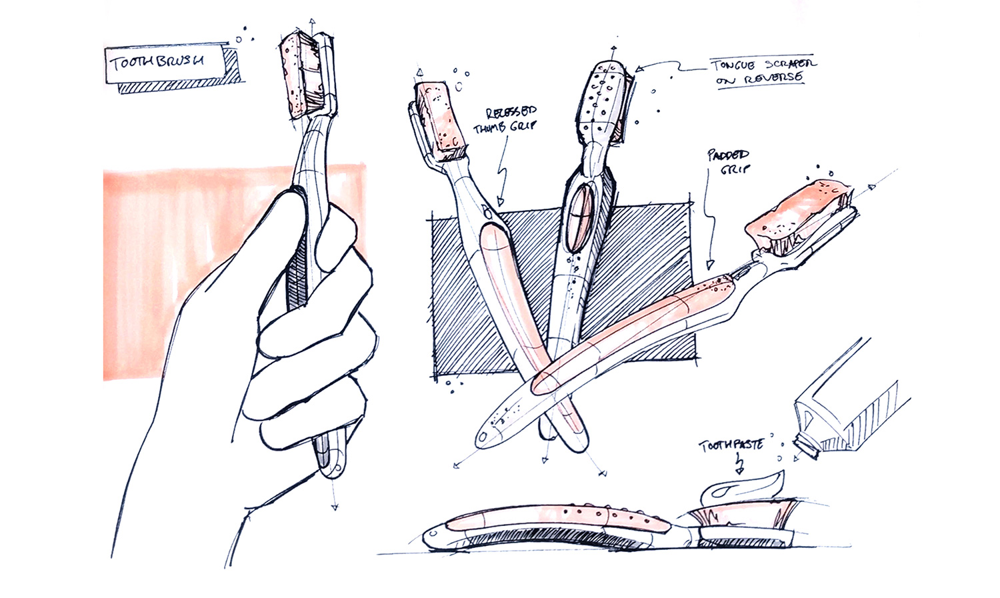 TOOTHBRUSH
TONGUE SCRAPER
ON REVERSE
RECESSED
THUMB GRIP
PADDED
GRIP
TOOTHPASTE